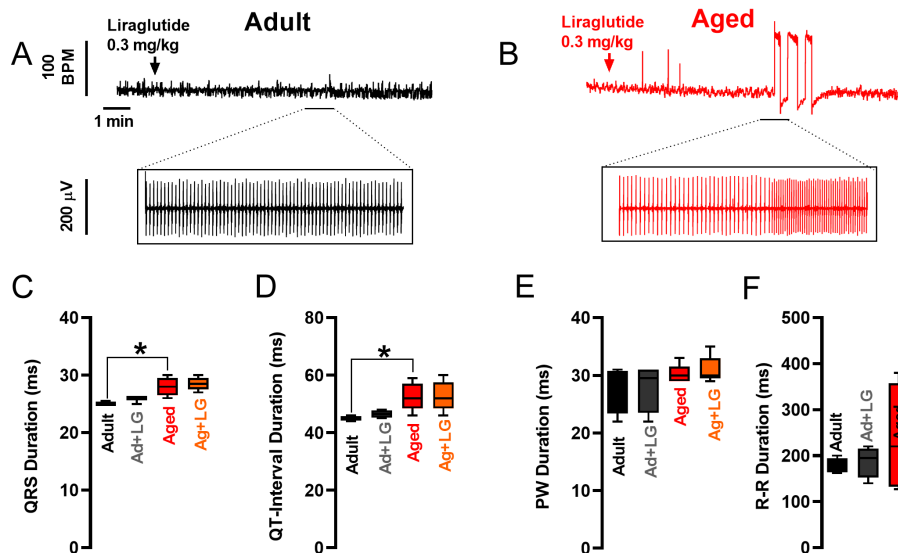 A
Liraglutide
0.3 mg/kg
Adult
100
BPM
1 min
200 µV
B
Liraglutide
0.3 mg/kg
Aged
C
QRS Duration (ms)
40
30
20
10
0
*
Adult
Ad+LG
Aged
Ag+LG
D
QT-Interval Duration (ms)
80
60
40
20
0
*
Adult
Ad+LG
Aged
Ag+LG
E
PW Duration (ms)
40
30
20
10
0
Adult
Ad+LG
Aged
Ag+LG
F
R-R Duration (ms)
500
400
300
200
100
0
Adult
Ad+LG